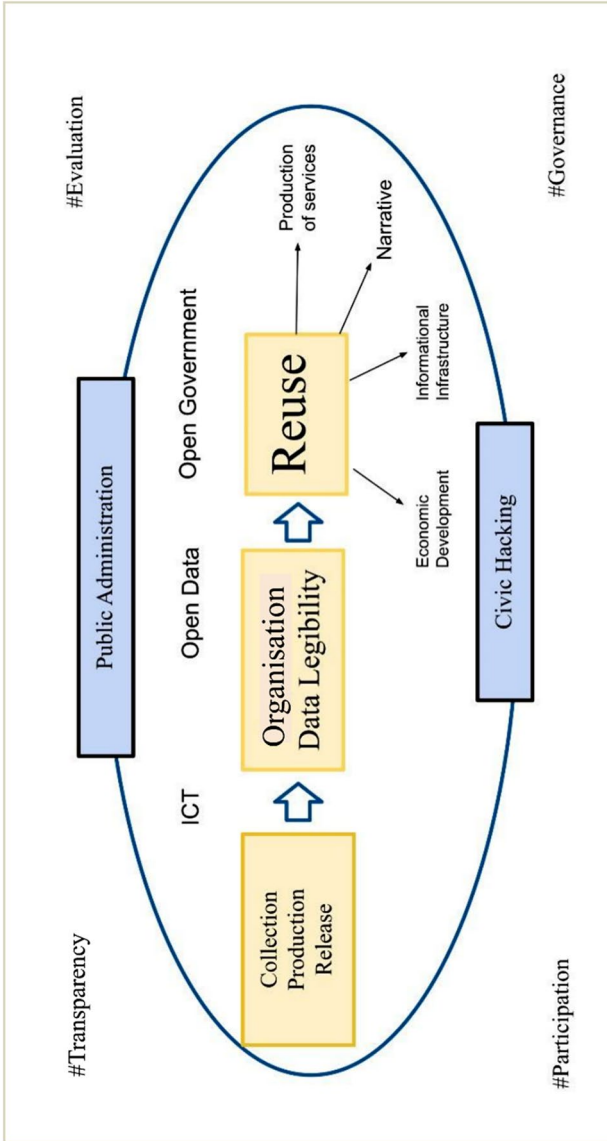 #Transparency
#Evaluation
Public Administration
ICT
Open Data
Open Government
Collection
Production
Release
Organisation
Data Legibility
Reuse
Production
of services
Narrative
Informational
Infrastructure
Economic
Development
Civic Hacking
#Participation
#Governance